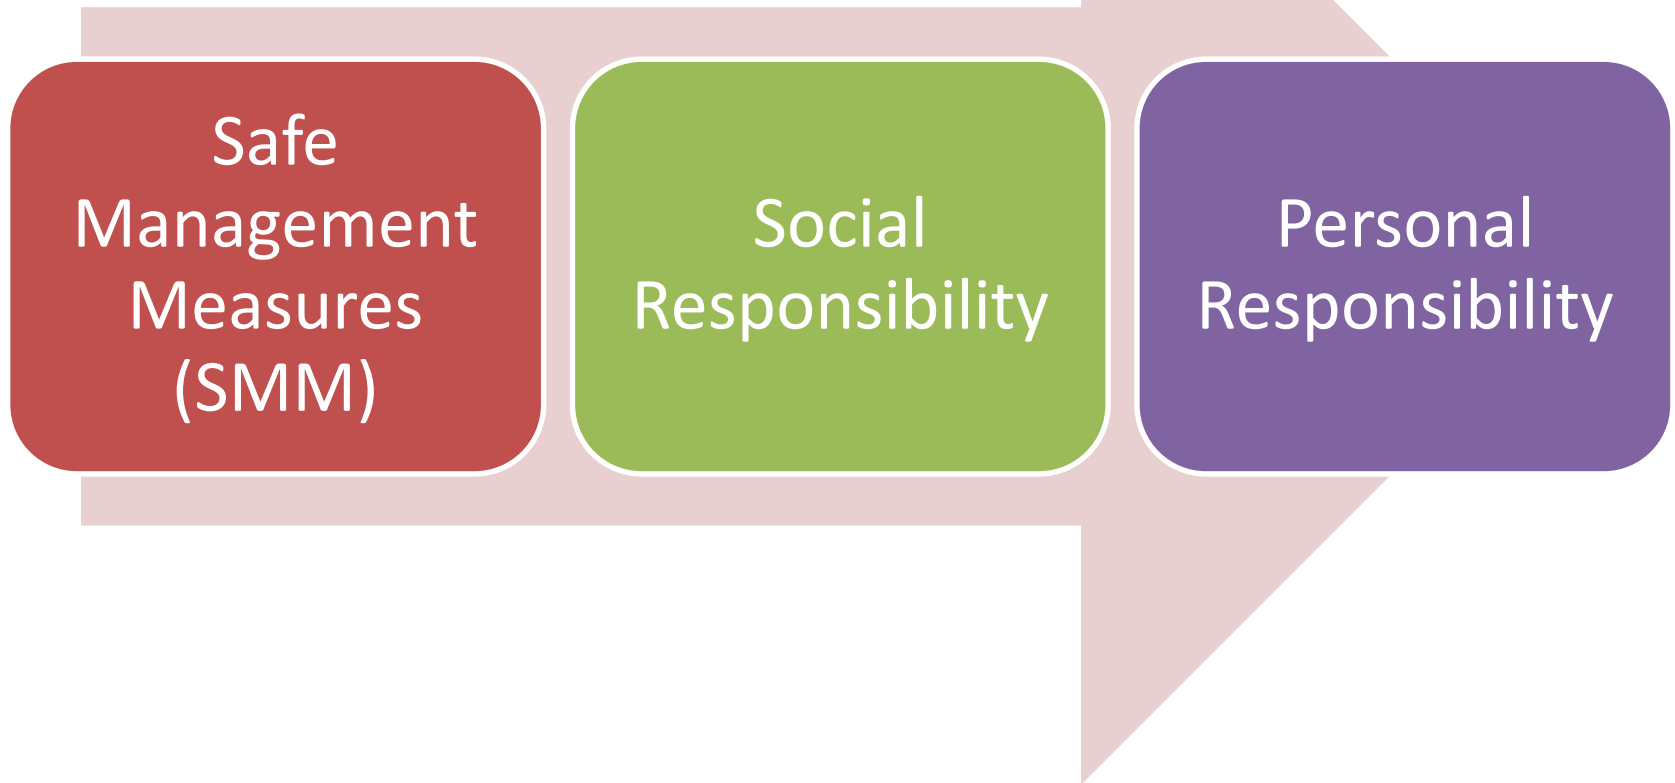 Safe
Management
Measures
(SMM)
Social
Responsibility
Personal
Responsibility